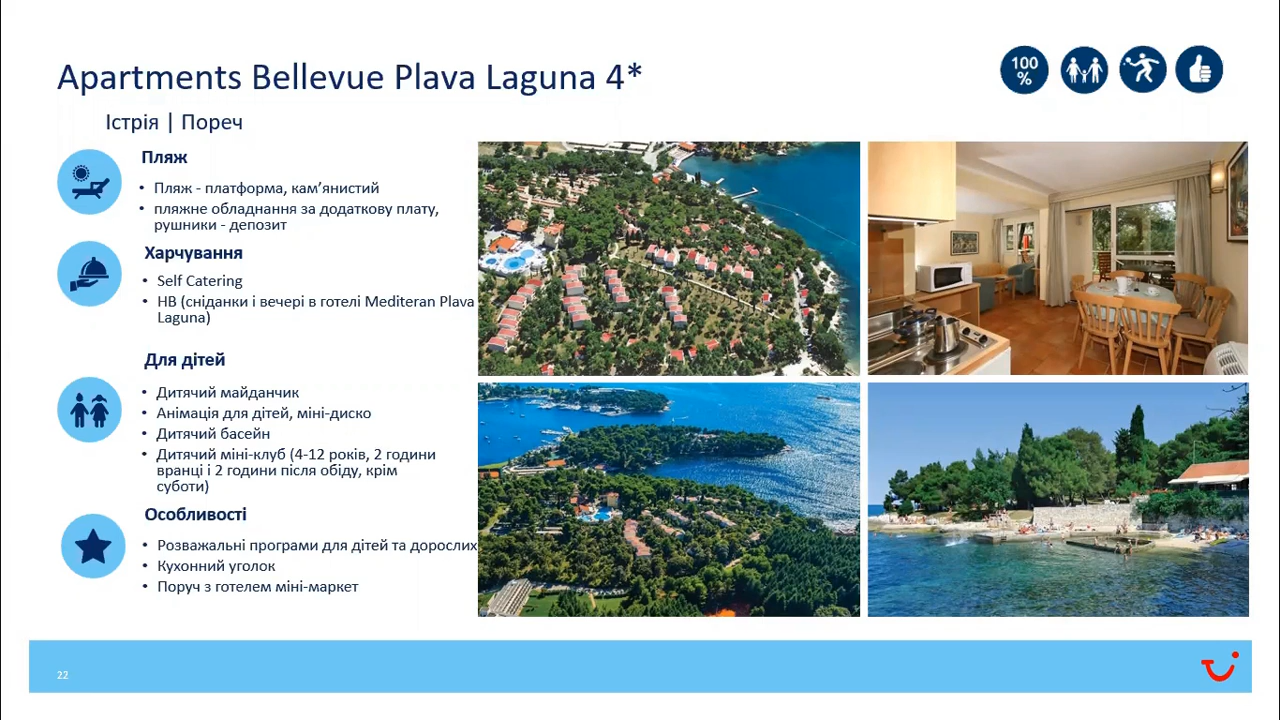 Apartments Bellevue Plava Laguna 4*
100
%
Істрія | Пореч
Пляж
• Пляж - платформа, кам’янистий
• пляжне обладнання за додаткову плату,
рушники - депозит
Харчування
• Self Catering
• HB (сніданки і вечері в готелі Mediteran Plava
Laguna)
Для дітей
• Дитячий майданчик
• Анімація для дітей, міні-диско
• Дитячий басейн
• Дитячий міні-клуб (4-12 років, 2 години
вранці і 2 години після обіду, крім
суботи)
Особливості
• Розважальні програми для дітей та дорослих
• Кухонний уголок
• Поруч з готелем міні-маркет
22